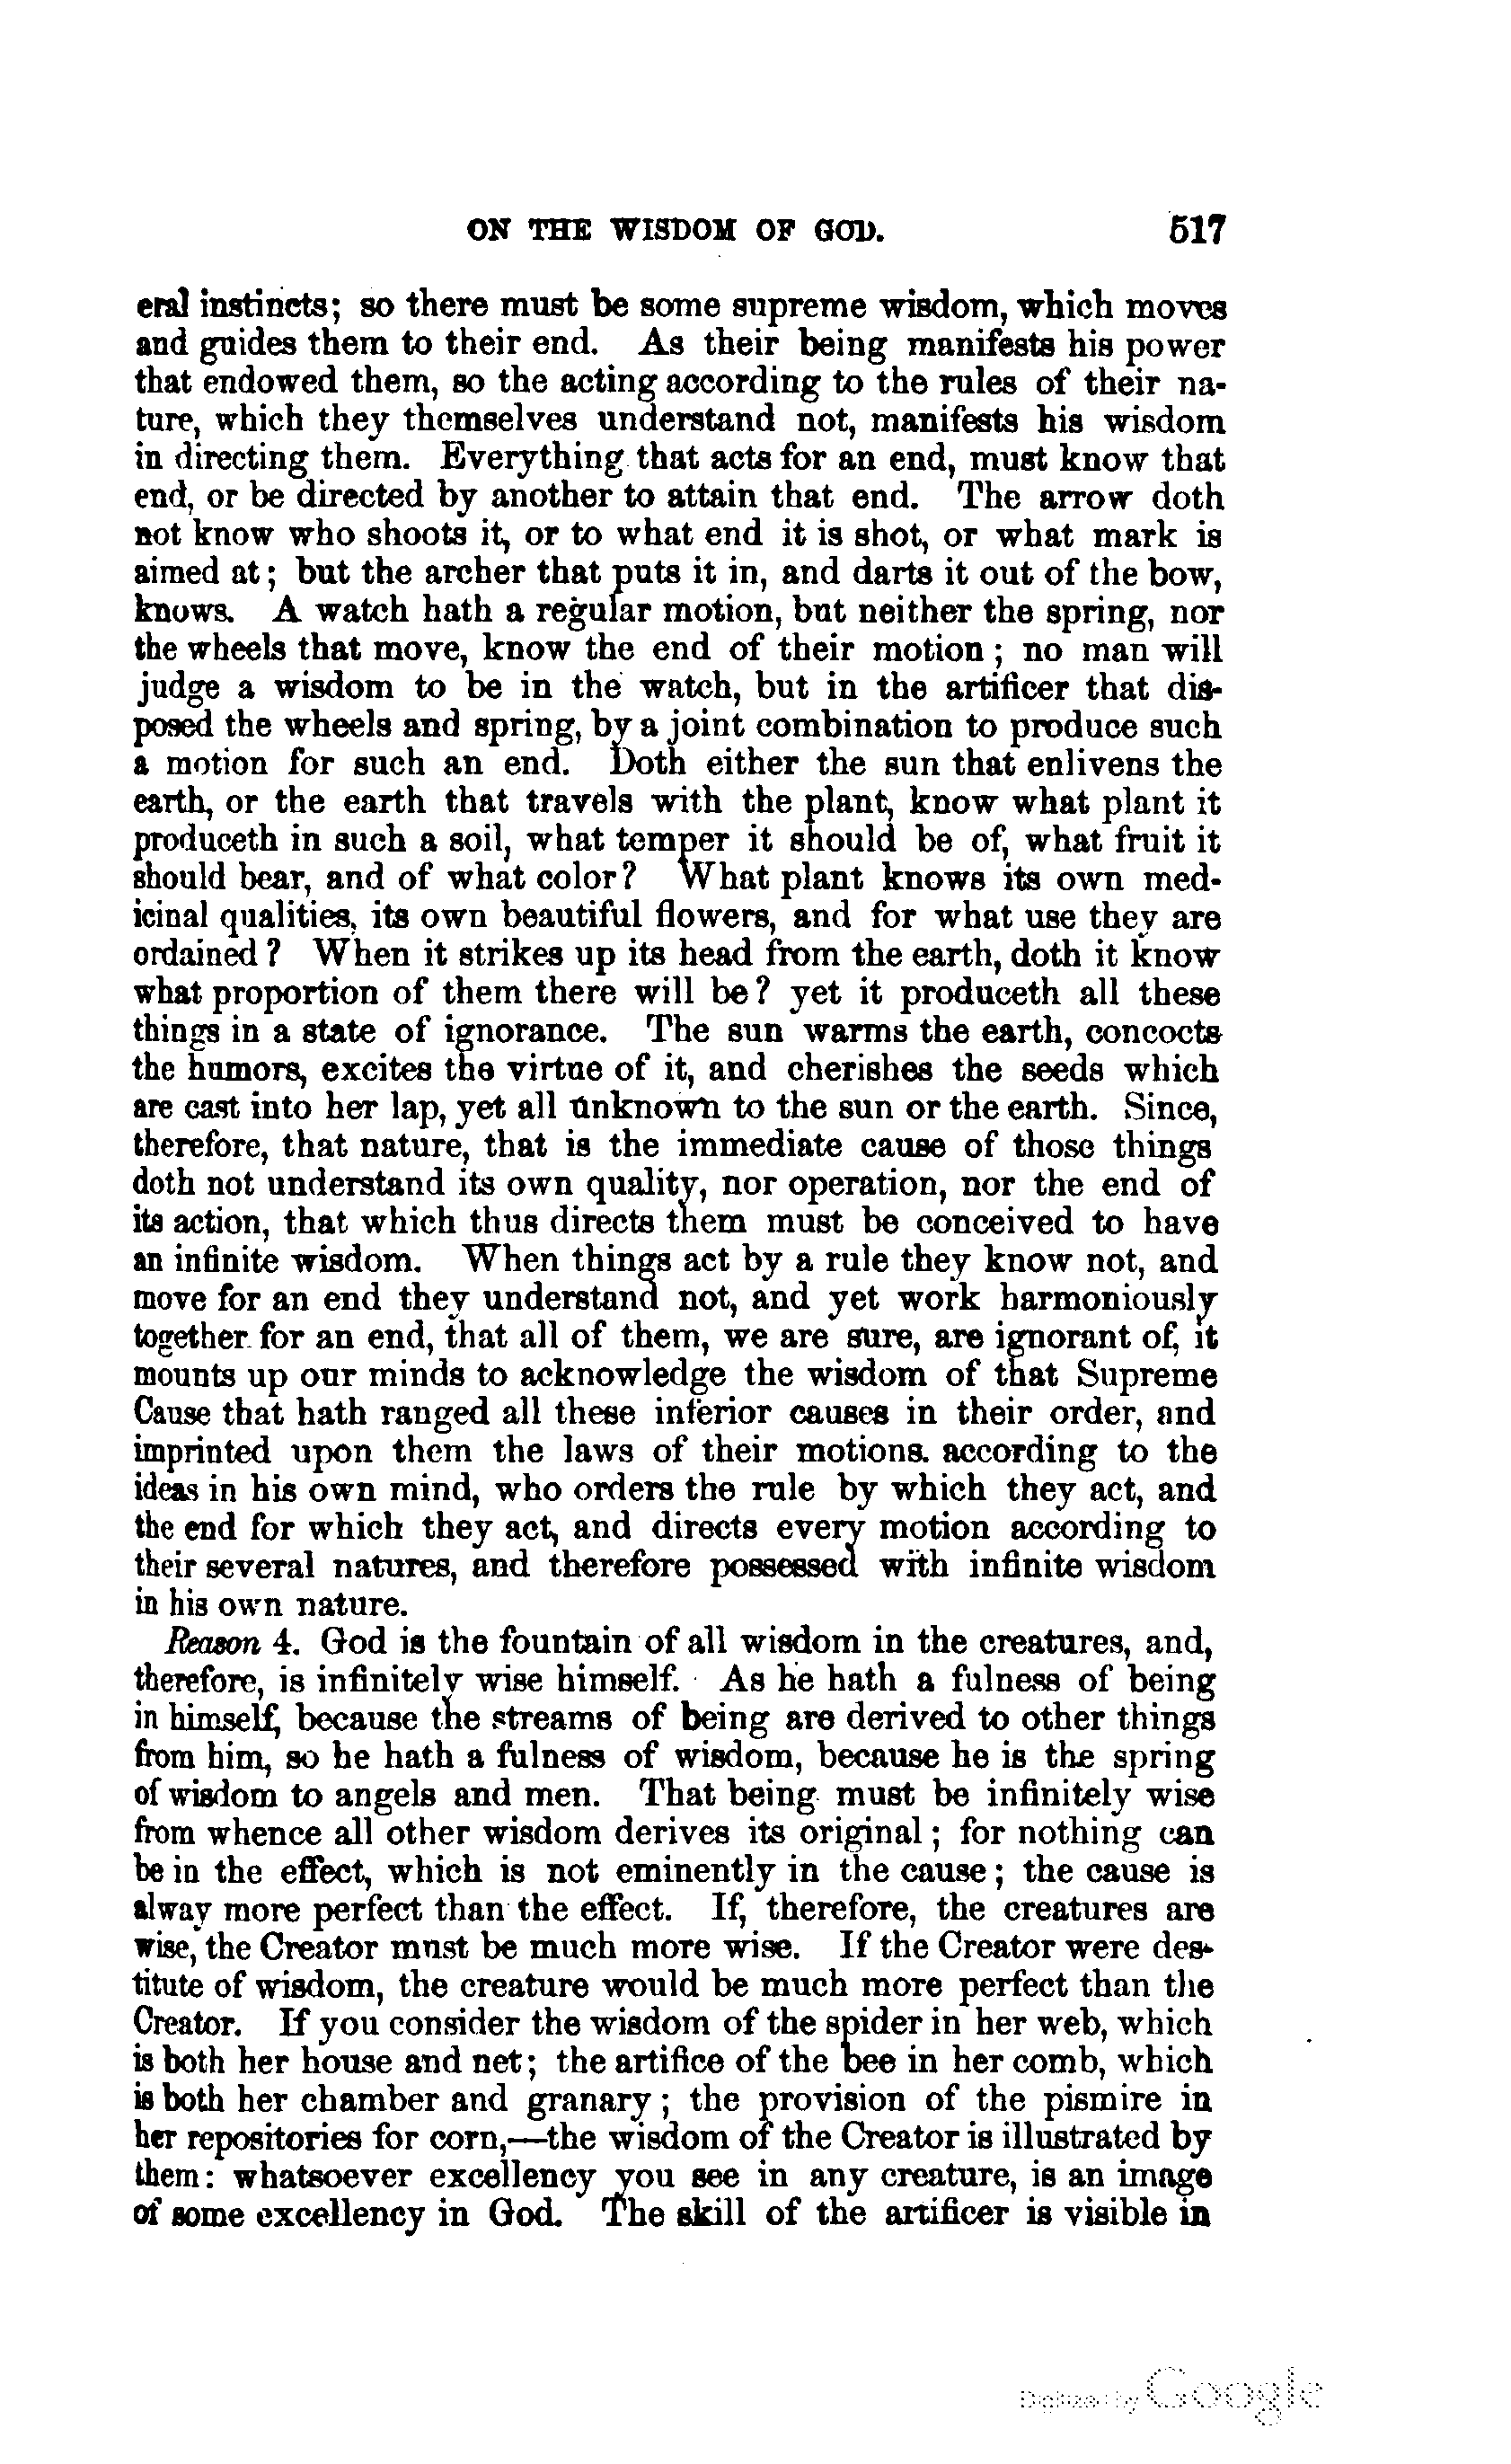 ON THE WISDOM OF GOD. 517
eral instincts; so there must be some supreme wisdom, which moves
and guides them to their end. As their being manifests his power
that endowed them, so the acting according to the rules of their na-
ture, which they themselves understand not, manifests his wisdom
in directing them. Everything that acts for an end, must know that
end, or be directed by another to attain that end. The arrow doth
not know who shoots it, or to what end it is shot, or what mark is
aimed at; but the archer that puts it in, and darts it out of the bow,
knows. A watch hath a regular motion, but neither the spring, nor
the wheels that move, know the end of their motion; no man will
judge a wisdom to be in the watch, but in the artificer that dis-
posed the wheels and spring, by a joint combination to produce such
a motion for such an end. Doth either the sun that enlivens the
earth, or the earth that travels with the plant, know what plant it
produceth in such a soil, what temper it should be of, what fruit it
should bear, and of what color? What plant knows its own med-
icinal qualities, its own beautiful flowers, and for what use they are
ordained? When it strikes up its head from the earth, doth it know
what proportion of them there will be? yet it produceth all these
things in a state of ignorance. The sun warms the earth, concocts
the humors, excites the virtue of it, and cherishes the seeds which
are cast into her lap, yet all unknown to the sun or the earth. Since,
therefore, that nature, that is the immediate cause of those things
doth not understand its own quality, nor operation, nor the end of
its action, that which thus directs them must be conceived to have
an infinite wisdom. When things act by a rule they know not, and
move for an end they understand not, and yet work harmoniously
together for an end, that all of them, we are sure, are ignorant of, it
mounts up our minds to acknowledge the wisdom of that Supreme
Cause that hath ranged all these inferior causes in their order, and
imprinted upon them the laws of their motions. according to the
ideas in his own mind, who orders the rule by which they act, and
the end for which they act, and directs every motion according to
their several natures, and therefore possessed with infinite wisdom
in his own nature.
Reason 4. God is the fountain of all wisdom in the creatures, and,
therefore, is infinitely wise himself. As he hath a fulness of being
in himself, because the streams of being are derived to other things
from him, so he hath a fulness of wisdom, because he is the spring
of wisdom to angels and men. That being must be infinitely wise
from whence all other wisdom derives its original; for nothing can
be in the effect, which is not eminently in the cause; the cause is
alway more perfect than the effect. If, therefore, the creatures are
wise, the Creator must be much more wise. If the Creator were des-
titute of wisdom, the creature would be much more perfect than the
Creator. If you consider the wisdom of the spider in her web, which
is both her house and net; the artifice of the bee in her comb, which
is both her chamber and granary; the provision of the pismire in
her repositories for corn,—the wisdom of the Creator is illustrated by
them: whatsoever excellency you see in any creature, is an image
of some excellency in God. The skill of the artificer is visible in
Digitized by Google